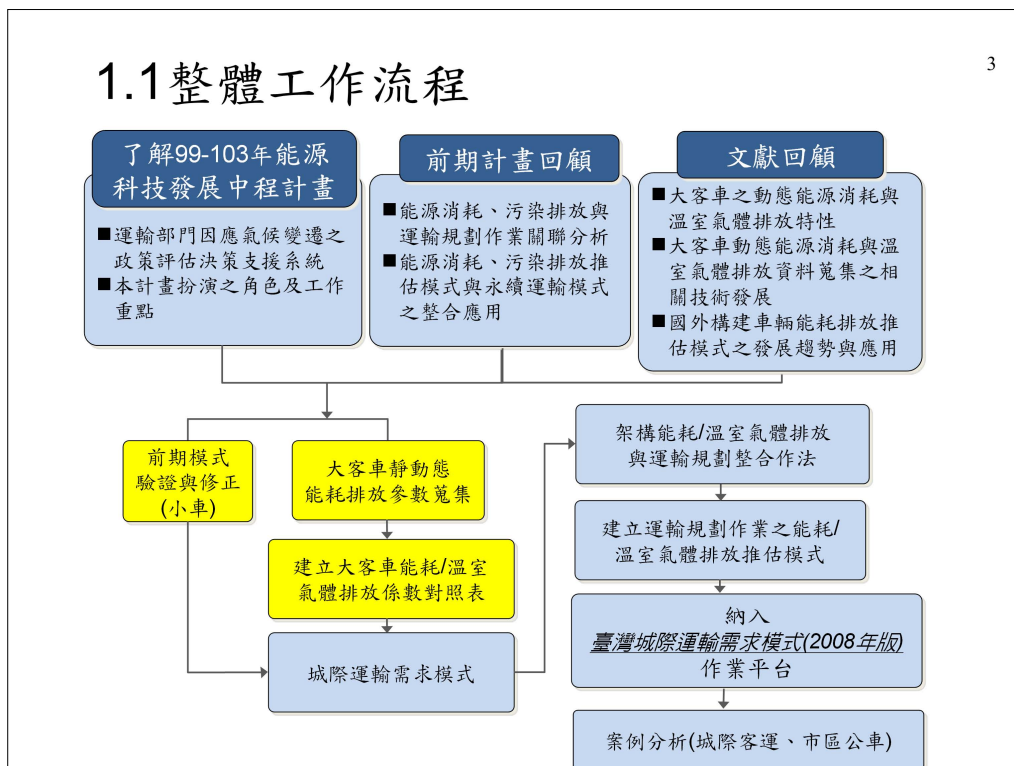 3
1.1整體工作流程
了解99-103年能源
科技發展中程計畫
■運輸部門因應氣候變遷之
政策評估決策支援系統
■本計畫扮演之角色及工作
重點
前期計畫回顧
■能源消耗、污染排放與
運輸規劃作業關聯分析
■能源消耗、污染排放推
估模式與永續運輸模式
之整合應用
文獻回顧
■大客車之動態能源消耗與
溫室氣體排放特性
■大客車動態能源消耗與溫
室氣體排放資料蒐集之相
關技術發展
■國外構建車輛能耗排放推
估模式之發展趨勢與應用
前期模式
驗證與修正
(小車)
大客車靜動態
能耗排放參數蒐集
建立大客車能耗/溫室
氣體排放係數對照表
城際運輸需求模式
架構能耗/溫室氣體排放
與運輸規劃整合作法
建立運輸規劃作業之能耗/
溫室氣體排放推估模式
納入
臺灣城際運輸需求模式(2008年版)
作業平台
案例分析(城際客運、市區公車)